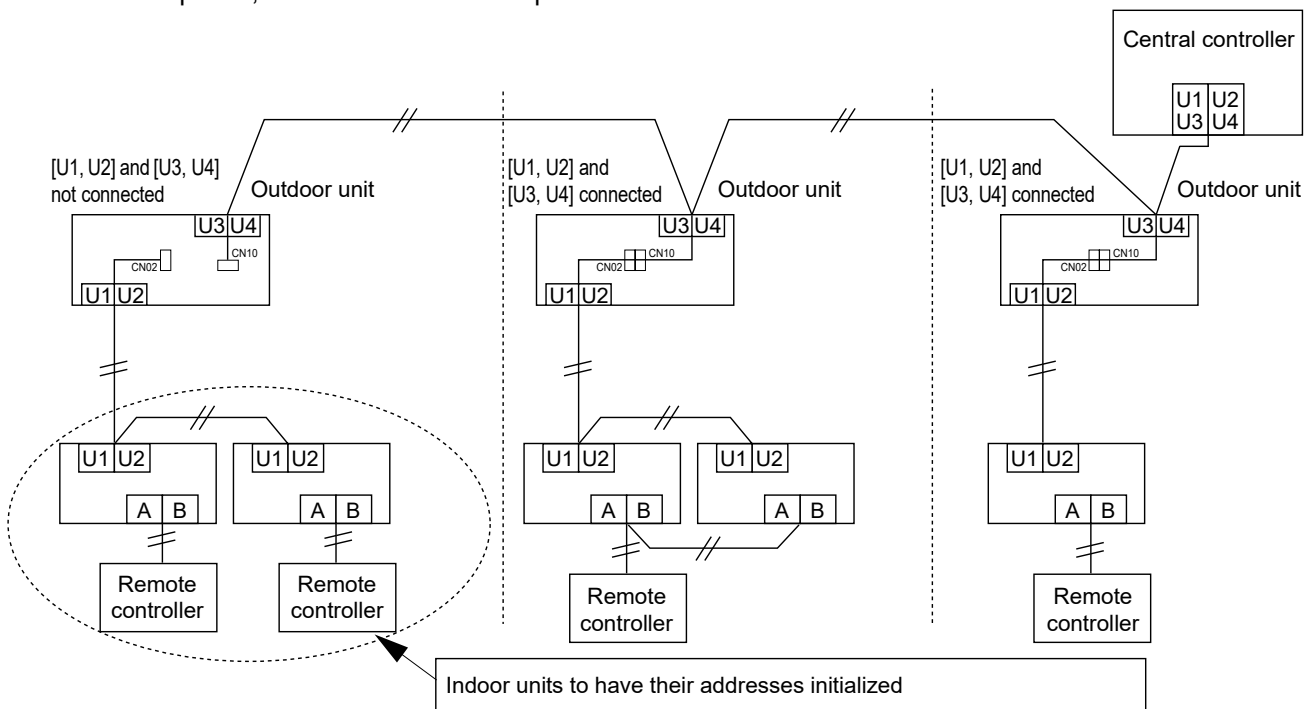 Central controller
U1 U2
U3 U4
[U1, U2] and [U3, U4]
not connected
Outdoor unit
[U1, U2] and
[U3, U4] connected
Outdoor unit
[U1, U2] and
[U3, U4] connected
Outdoor unit
U3 U4
CN02
CN10
U1 U2
U3 U4
CN02
CN10
U1 U2
U3 U4
CN02
CN10
U1 U2
U1 U2
A B
U1 U2
A B
U1 U2
A B
U1 U2
A B
U1 U2
A B
Remote
controller
Remote
controller
Remote
controller
Remote
controller
Indoor units to have their addresses initialized